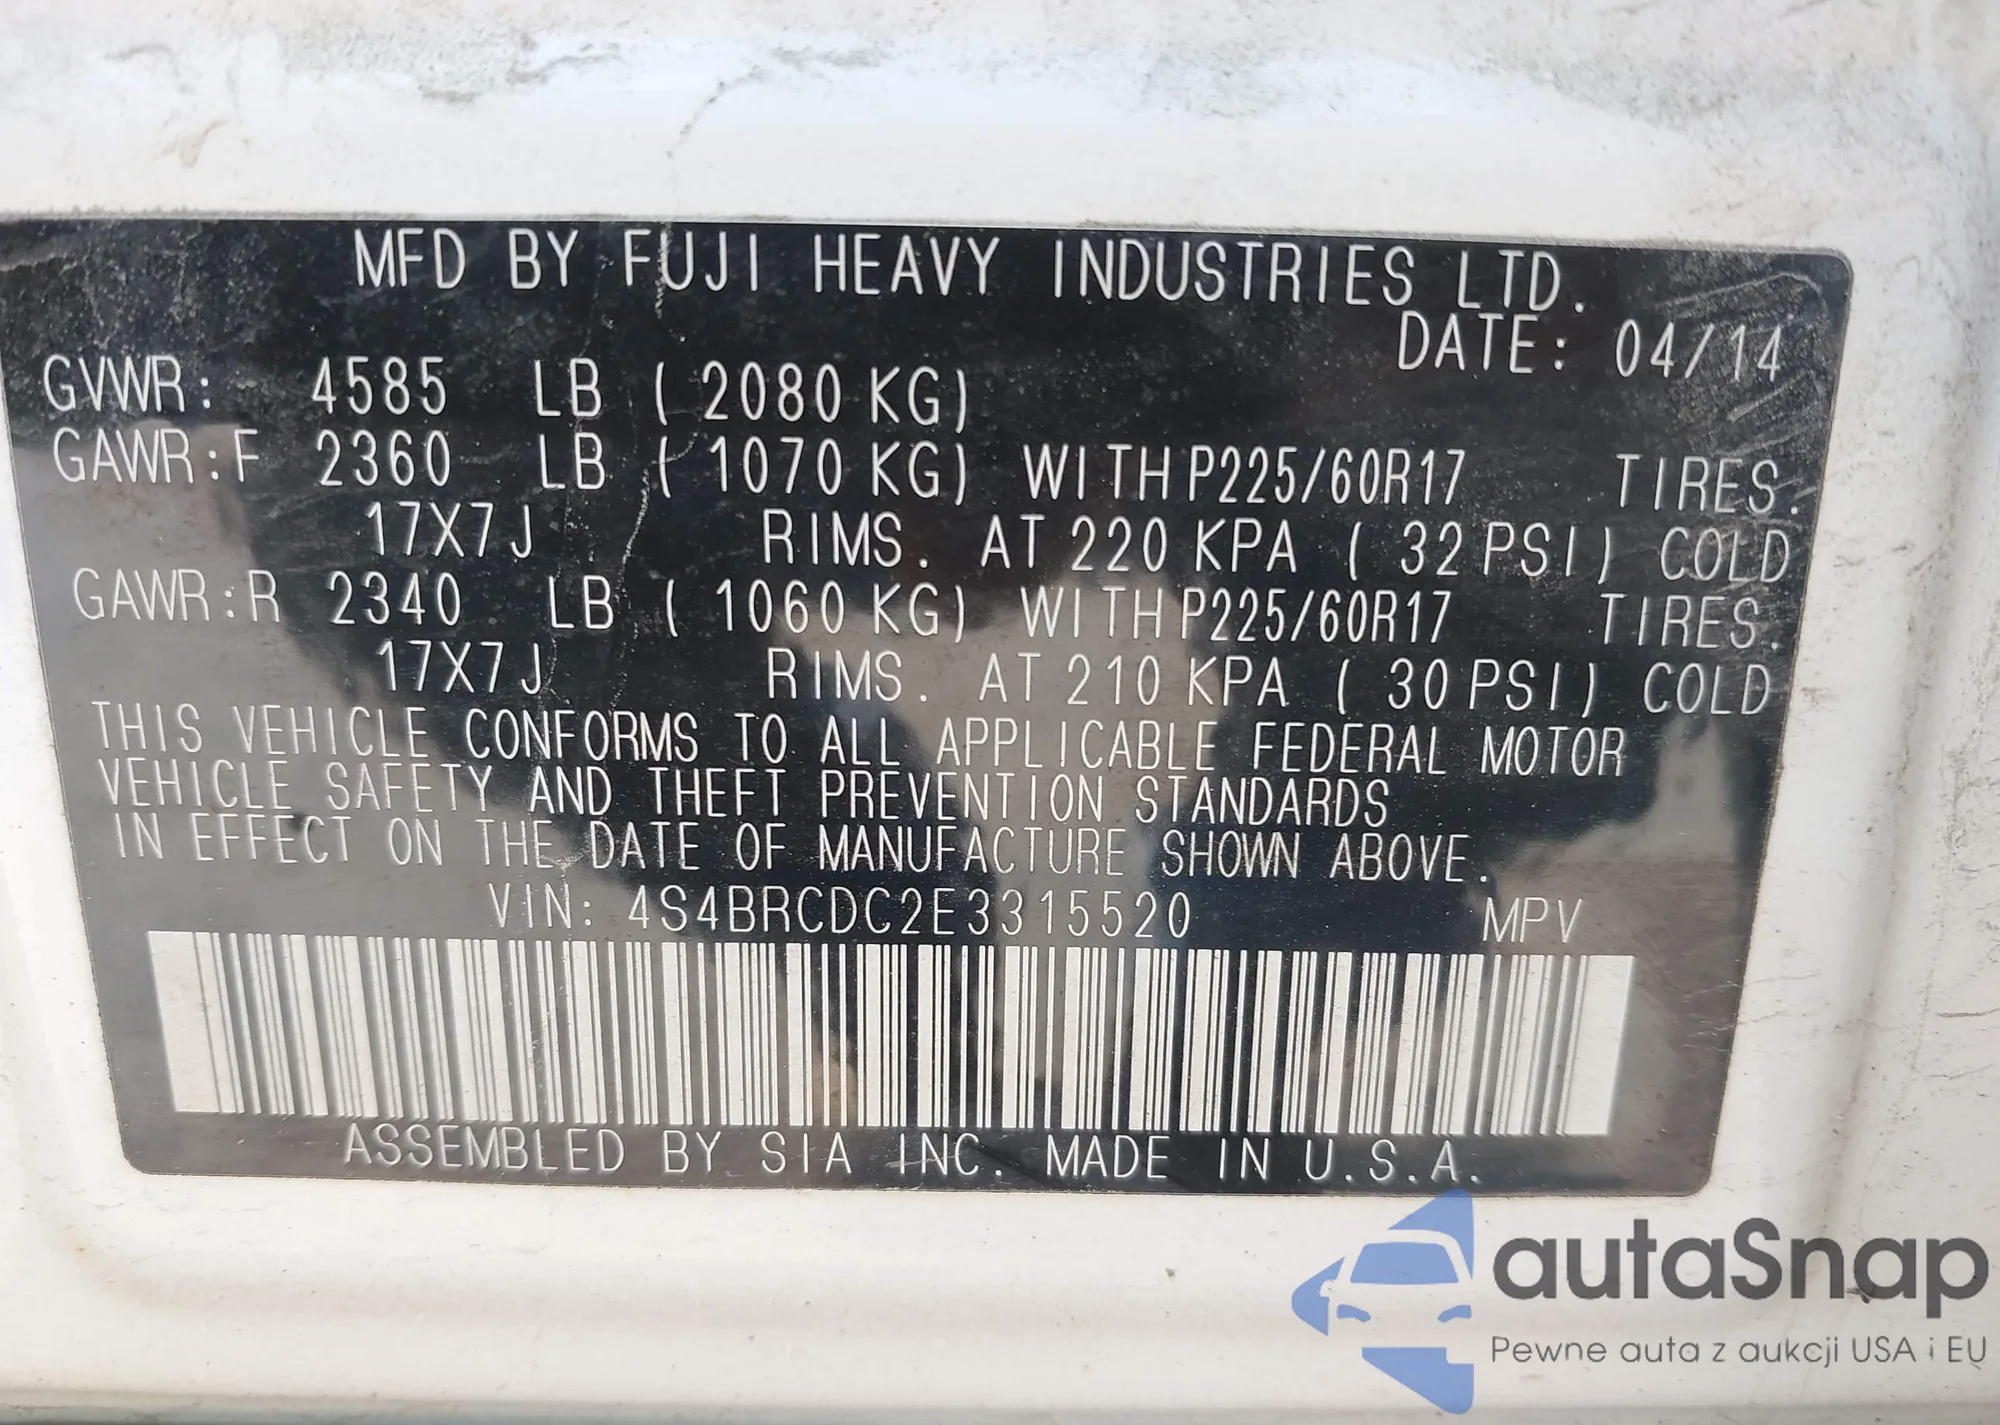 MFD BY FUJI HEAVY INDUSTRIES LTD.
DATE: 04/14
GVWR: 4585 LB (2080 KG)
GAWR:F 2360 LB (1070 KG) WITH P225/60R17 TIRES.
17X7J RIMS. AT 220 KPA (32 PSI) COLD
GAWR:R 2340 LB (1060 KG) WITH P225/60R17 TIRES.
17X7J RIMS. AT 210 KPA (30 PSI) COLD
THIS VEHICLE CONFORMS TO ALL APPLICABLE FEDERAL MOTOR
VEHICLE SAFETY AND THEFT PREVENTION STANDARDS
IN EFFECT ON THE DATE OF MANUFACTURE SHOWN ABOVE.
VIN: 4S4BRCDC2E3315520 MPV
ASSEMBLED BY SIA INC. MADE IN U.S.A.
autaSnap
Pewne auta z aukcji USA i EU